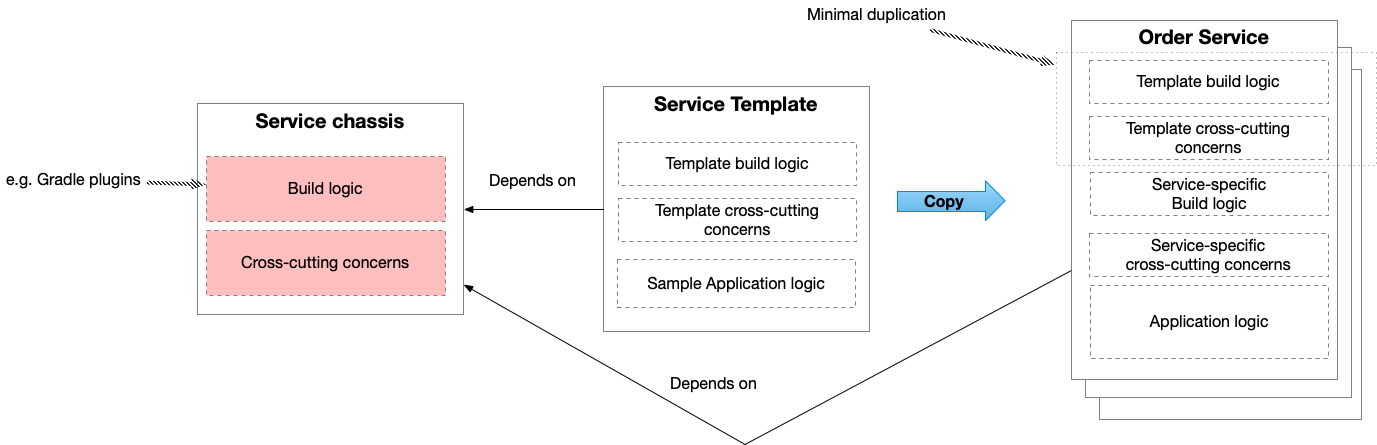 Minimal duplication
Order Service
Template build logic
Template cross-cutting
concerns
Service-specific
Build logic
Service-specific
cross-cutting concerns
Application logic
Service Template
Template build logic
Template cross-cutting
concerns
Sample Application logic
Copy
Service chassis
Build logic
Cross-cutting concerns
e.g. Gradle plugins
Depends on
Depends on